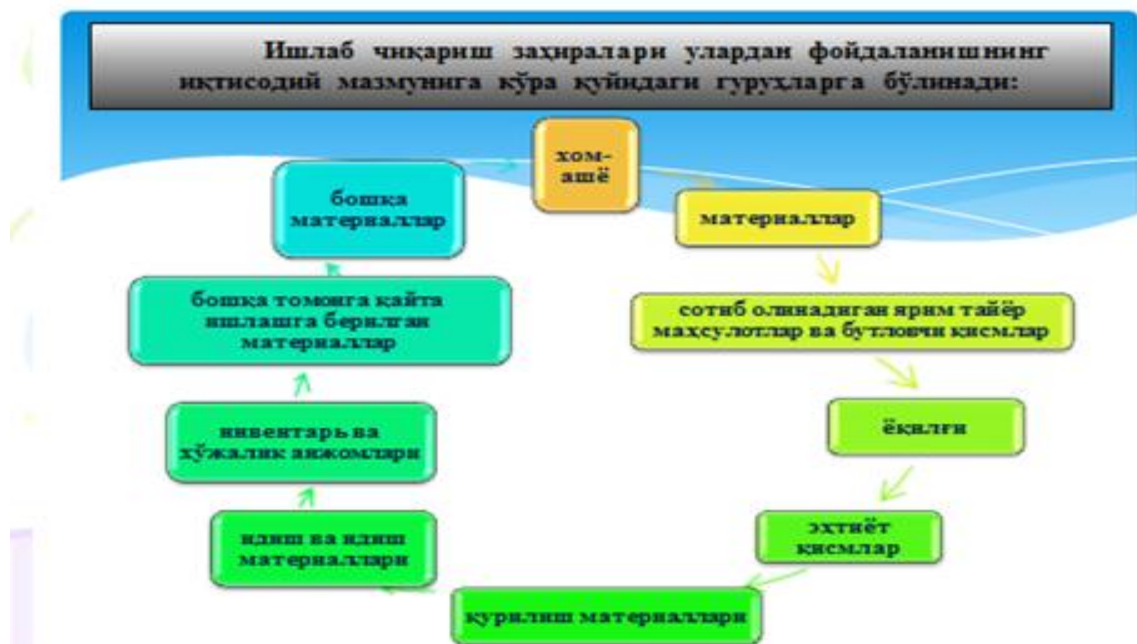 Ишлаб чиқариш заҳиралари улардан фойдаланишнинг
иқтисодий мазмунига кўра қуйидаги гуруҳларга бўлинади:
хом-
ашё
материаллар
сотиб олинадиган ярим тайёр
маҳсулотлар ва бутловчи қисмлар
ёқилғи
эҳтиёт
қисмлар
қурилиш материаллари
идиш ва идиш
материаллари
инвентарь ва
хўжалик анжомлари
бошқа томонга қайта
ишлашга берилган
материаллар
бошқа
материаллар